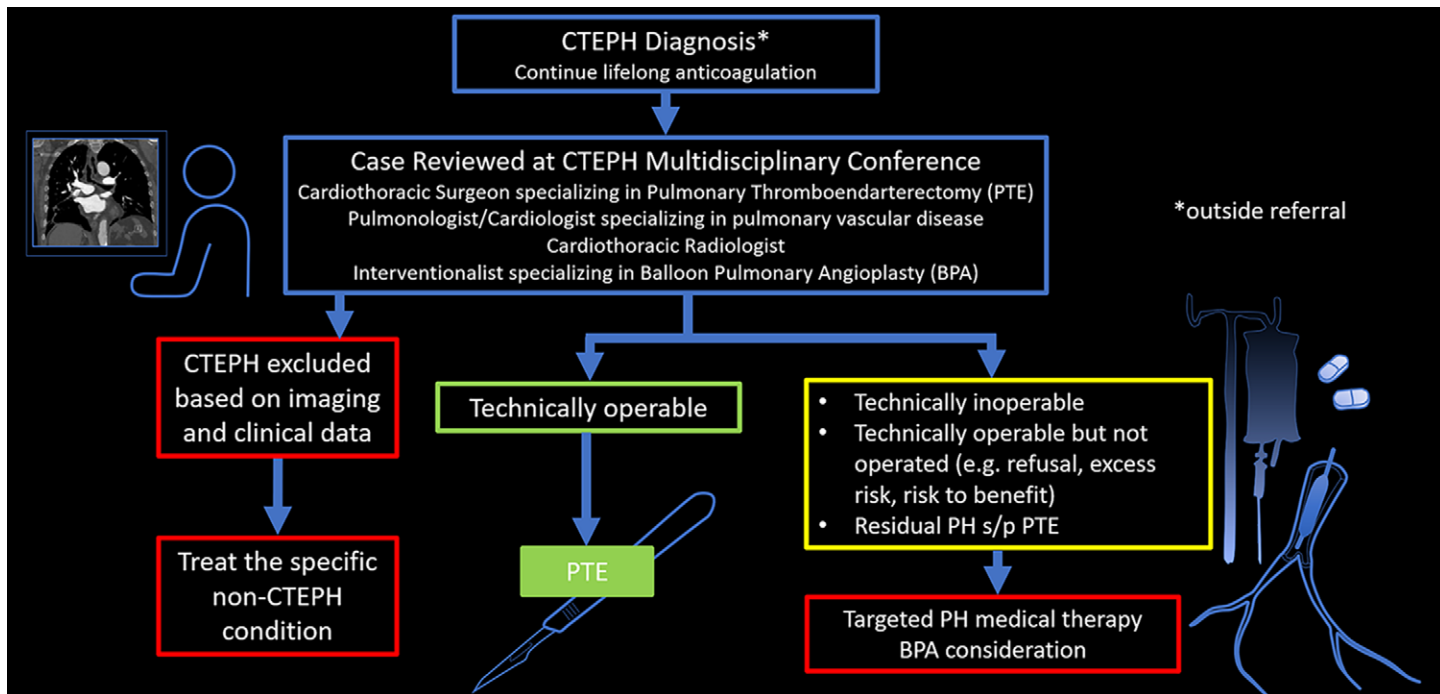 CTEPH Diagnosis*
Continue lifelong anticoagulation
Case Reviewed at CTEPH Multidisciplinary Conference
Cardiothoracic Surgeon specializing in Pulmonary Thromboendarterectomy (PTE)
Pulmonologist/Cardiologist specializing in pulmonary vascular disease
Cardiothoracic Radiologist
Interventionalist specializing in Balloon Pulmonary Angioplasty (BPA)
*outside referral
CTEPH excluded
based on imaging
and clinical data
Technically operable
• Technically inoperable
• Technically operable but not
operated (e.g. refusal, excess
risk, risk to benefit)
• Residual PH s/p PTE
Treat the specific
non-CTEPH
condition
PTE
Targeted PH medical therapy
BPA consideration